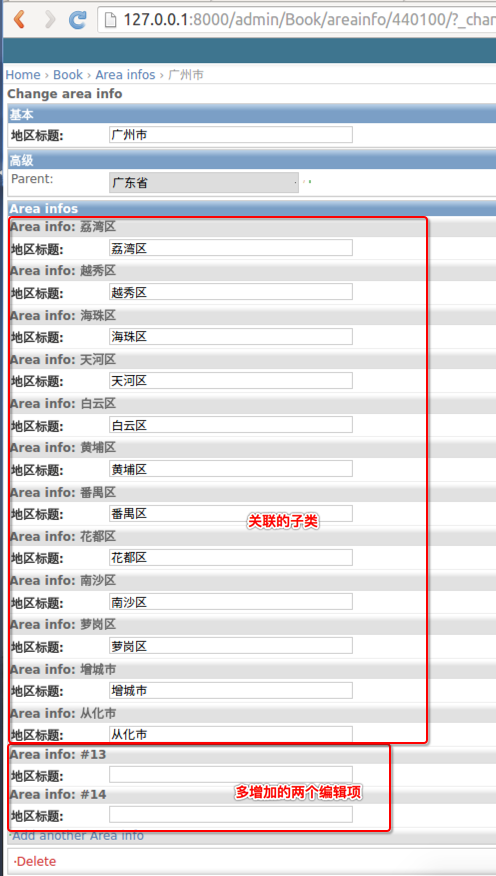 127.0.0.1:8000/admin/Book/areainfo/440100/?_chan
Home › Book › Area infos › 广州市
Change area info
基本
地区标题: 广州市
高级
Parent: 广东省
Area infos
Area info: 荔湾区
地区标题: 荔湾区
Area info: 越秀区
地区标题: 越秀区
Area info: 海珠区
地区标题: 海珠区
Area info: 天河区
地区标题: 天河区
Area info: 白云区
地区标题: 白云区
Area info: 黄埔区
地区标题: 黄埔区
Area info: 番禺区
地区标题: 番禺区
关联的子类
Area info: 花都区
地区标题: 花都区
Area info: 南沙区
地区标题: 南沙区
Area info: 萝岗区
地区标题: 萝岗区
Area info: 增城市
地区标题: 增城市
Area info: 从化市
地区标题: 从化市
Area info: #13
地区标题:
多增加的两个编辑项
Area info: #14
地区标题:
Add another Area info
Delete